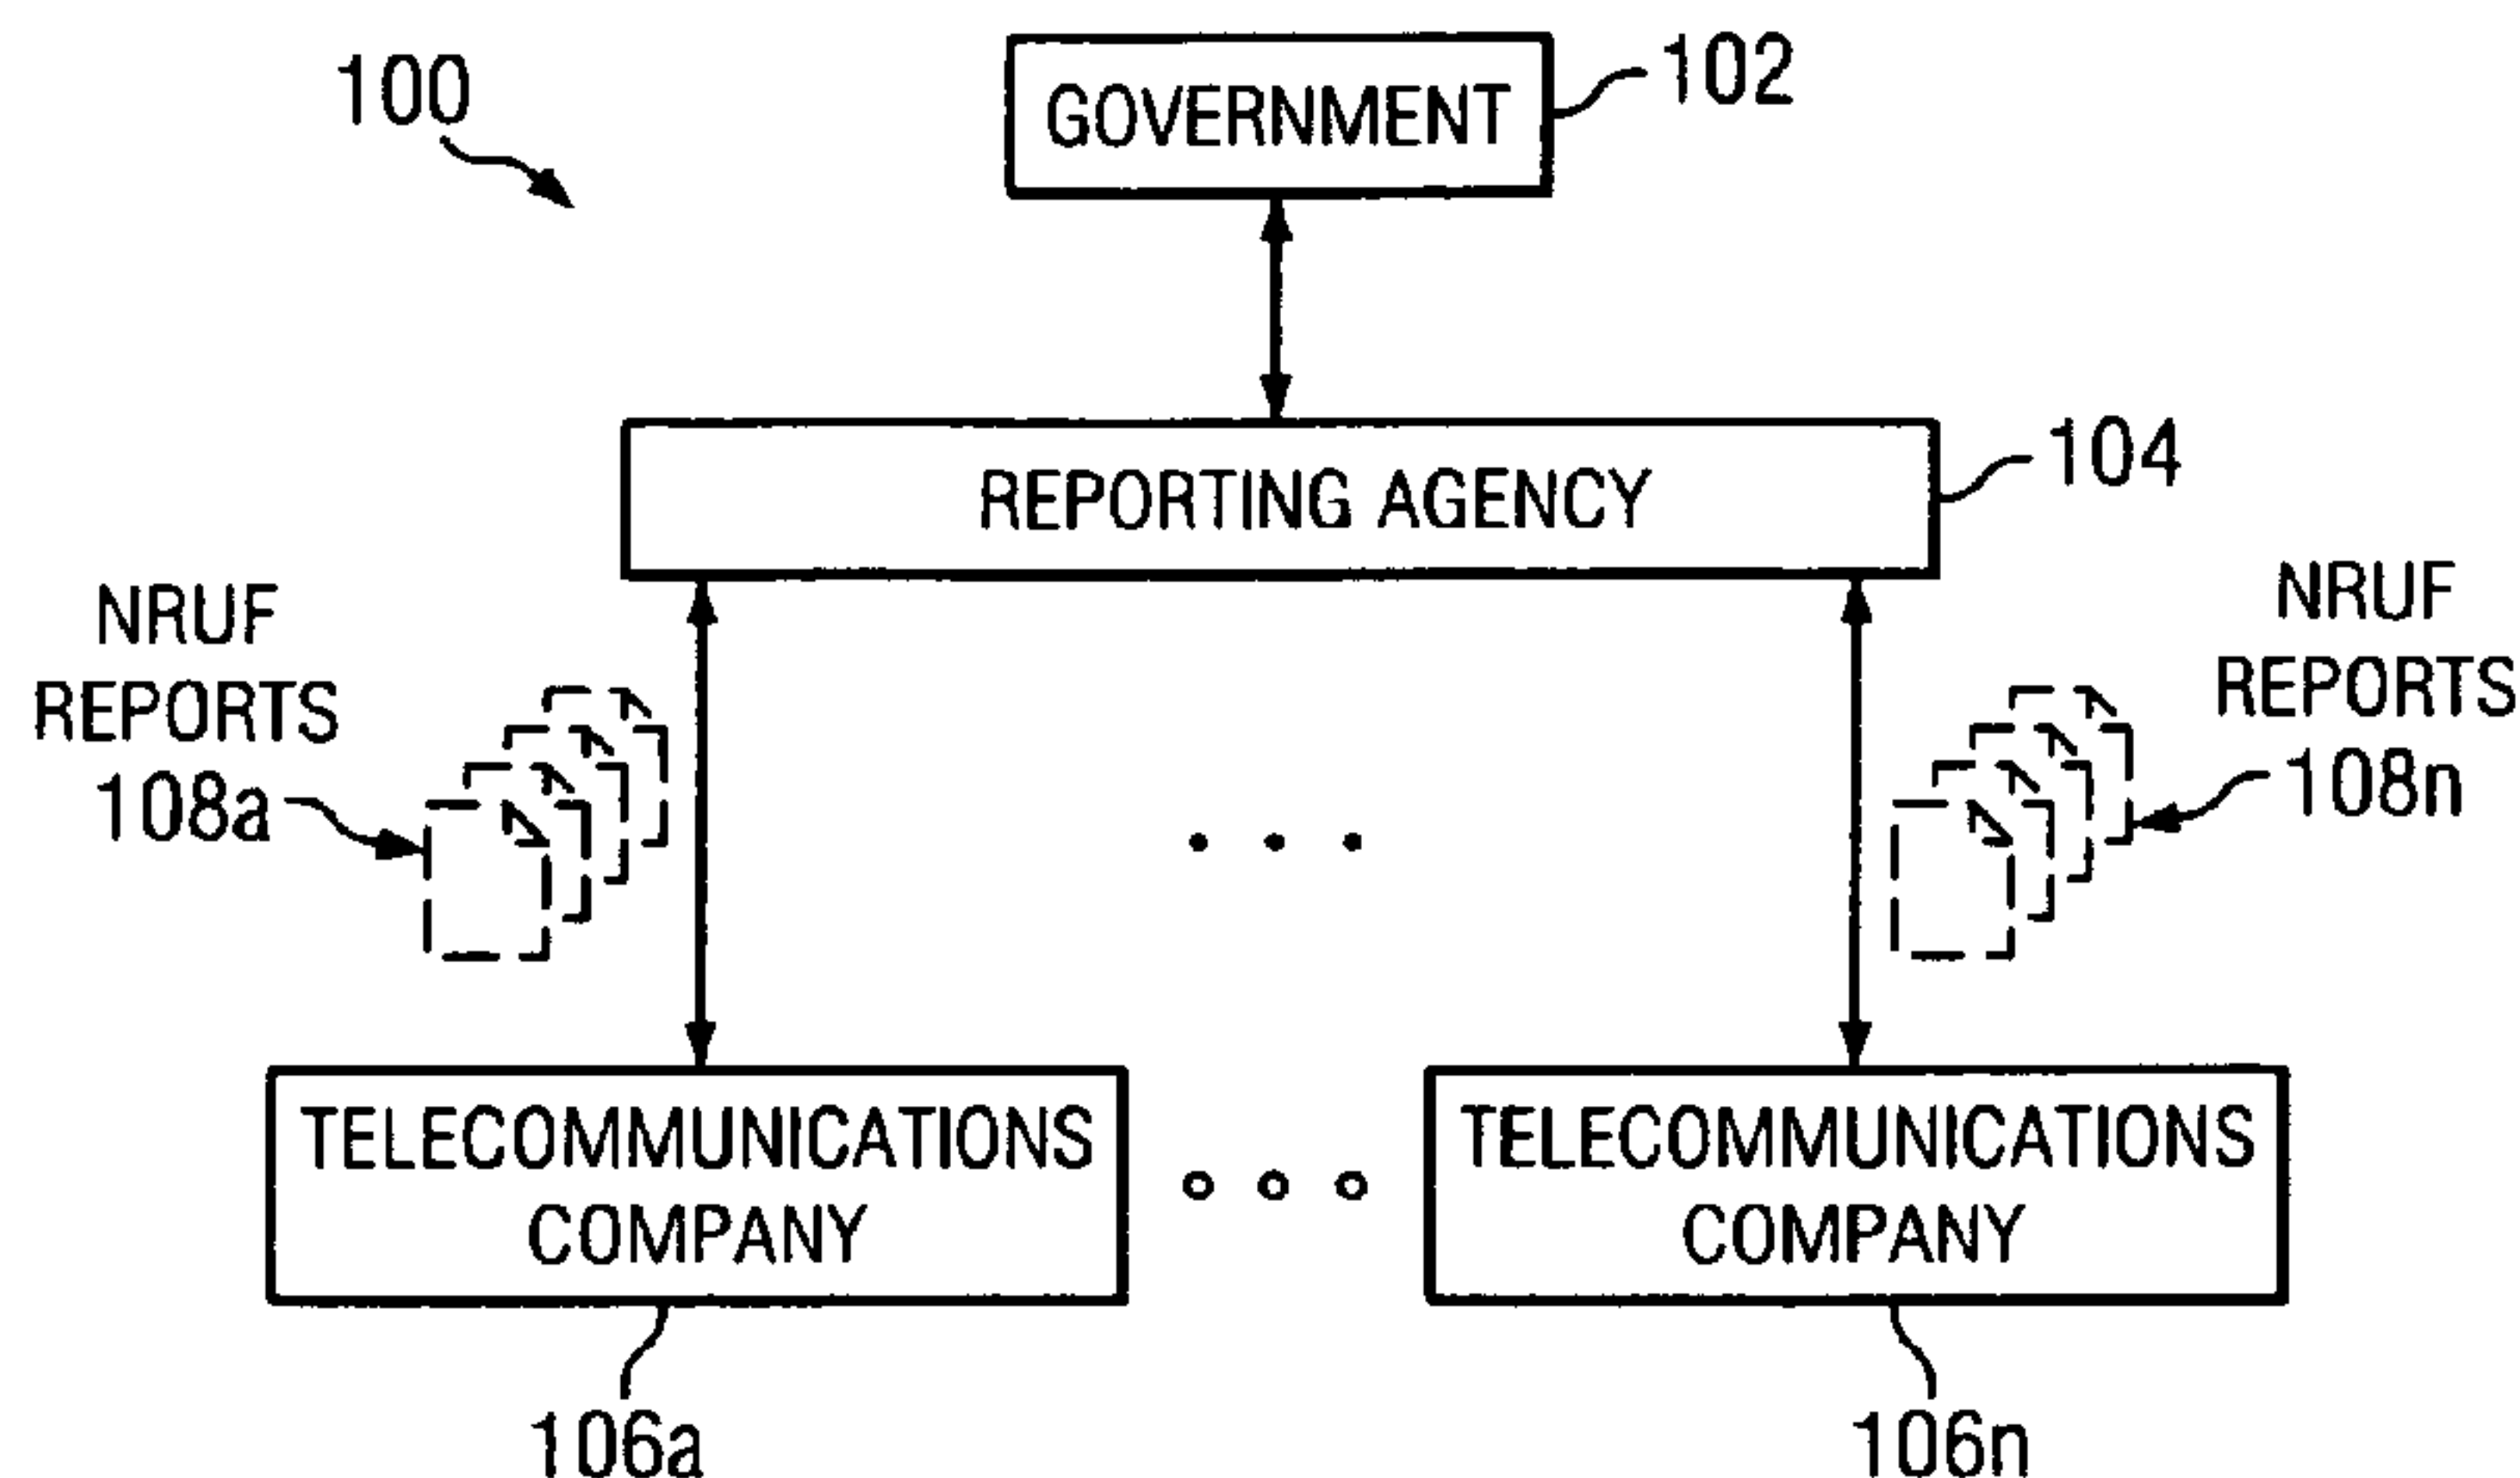 100
GOVERNMENT
102
REPORTING AGENCY
104
NRUF
REPORTS
108a
NRUF
REPORTS
108n
TELECOMMUNICATIONS
COMPANY
TELECOMMUNICATIONS
COMPANY
106a
106n